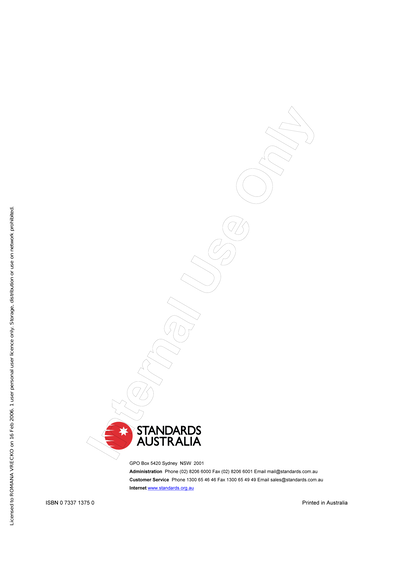 Licensed to ROMANA VRECKO on 16 Feb 2006. 1 user personal user licence only. Storage, distribution or use on network prohibited.
Internal Use Only
STANDARDS
AUSTRALIA
GPO Box 5420 Sydney NSW 2001
Administration Phone (02) 8206 6000 Fax (02) 8206 6001 Email mail@standards.com.au
Customer Service Phone 1300 65 46 46 Fax 1300 65 49 49 Email sales@standards.com.au
Internet www.standards.org.au
ISBN 0 7337 1375 0 Printed in Australia